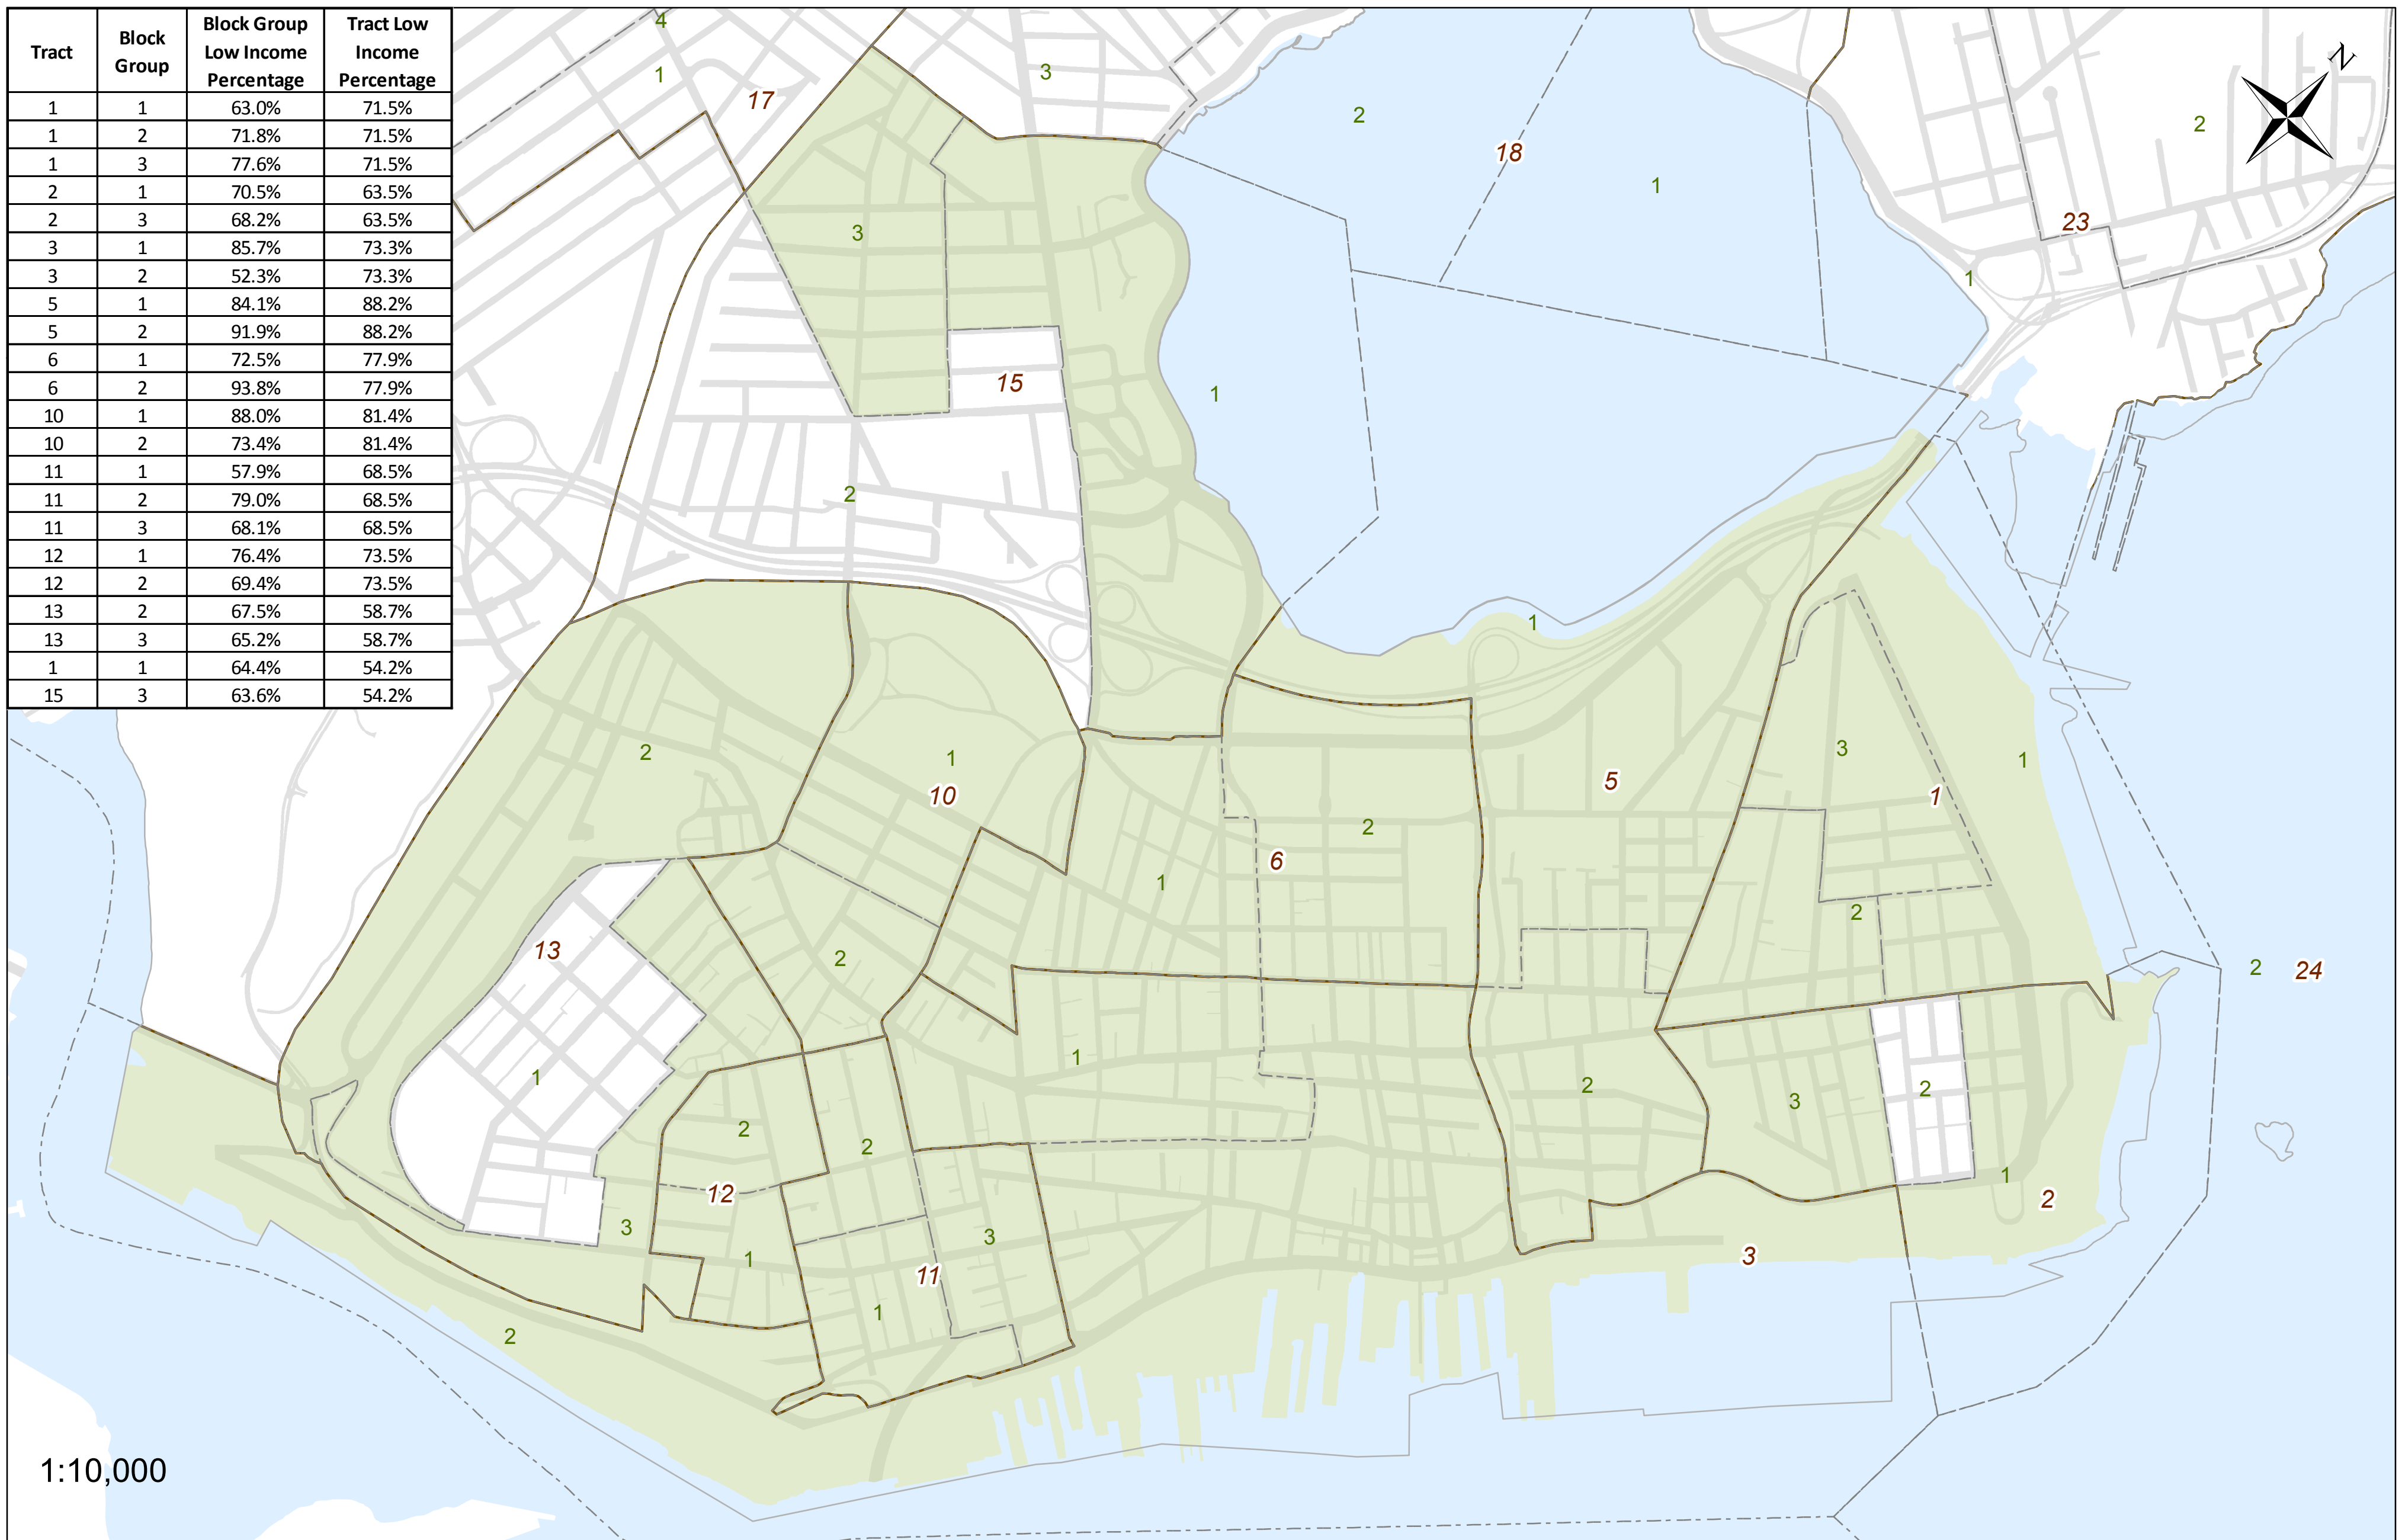 Tract Block Group Block Group Low Income Percentage Tract Low Income Percentage
1 1 63.0% 71.5%
1 2 71.8% 71.5%
1 3 77.6% 71.5%
2 1 70.5% 63.5%
2 3 68.2% 63.5%
3 1 85.7% 73.3%
3 2 52.3% 73.3%
5 1 84.1% 88.2%
5 2 91.9% 88.2%
6 1 72.5% 77.9%
6 2 93.8% 77.9%
10 1 88.0% 81.4%
10 2 73.4% 81.4%
11 1 57.9% 68.5%
11 2 79.0% 68.5%
11 3 68.1% 68.5%
12 1 76.4% 73.5%
12 2 69.4% 73.5%
13 2 67.5% 58.7%
13 3 65.2% 58.7%
1 1 64.4% 54.2%
15 3 63.6% 54.2%
4
1
17
3
2
18
1
2
N
23
1
3
15
1
2
1
2
1
10
5
3
1
1
2
6
1
2
13
2
2
24
1
1
2
3
2
2
2
12
3
1
11
3
1
1
2
3
2
1:10,000